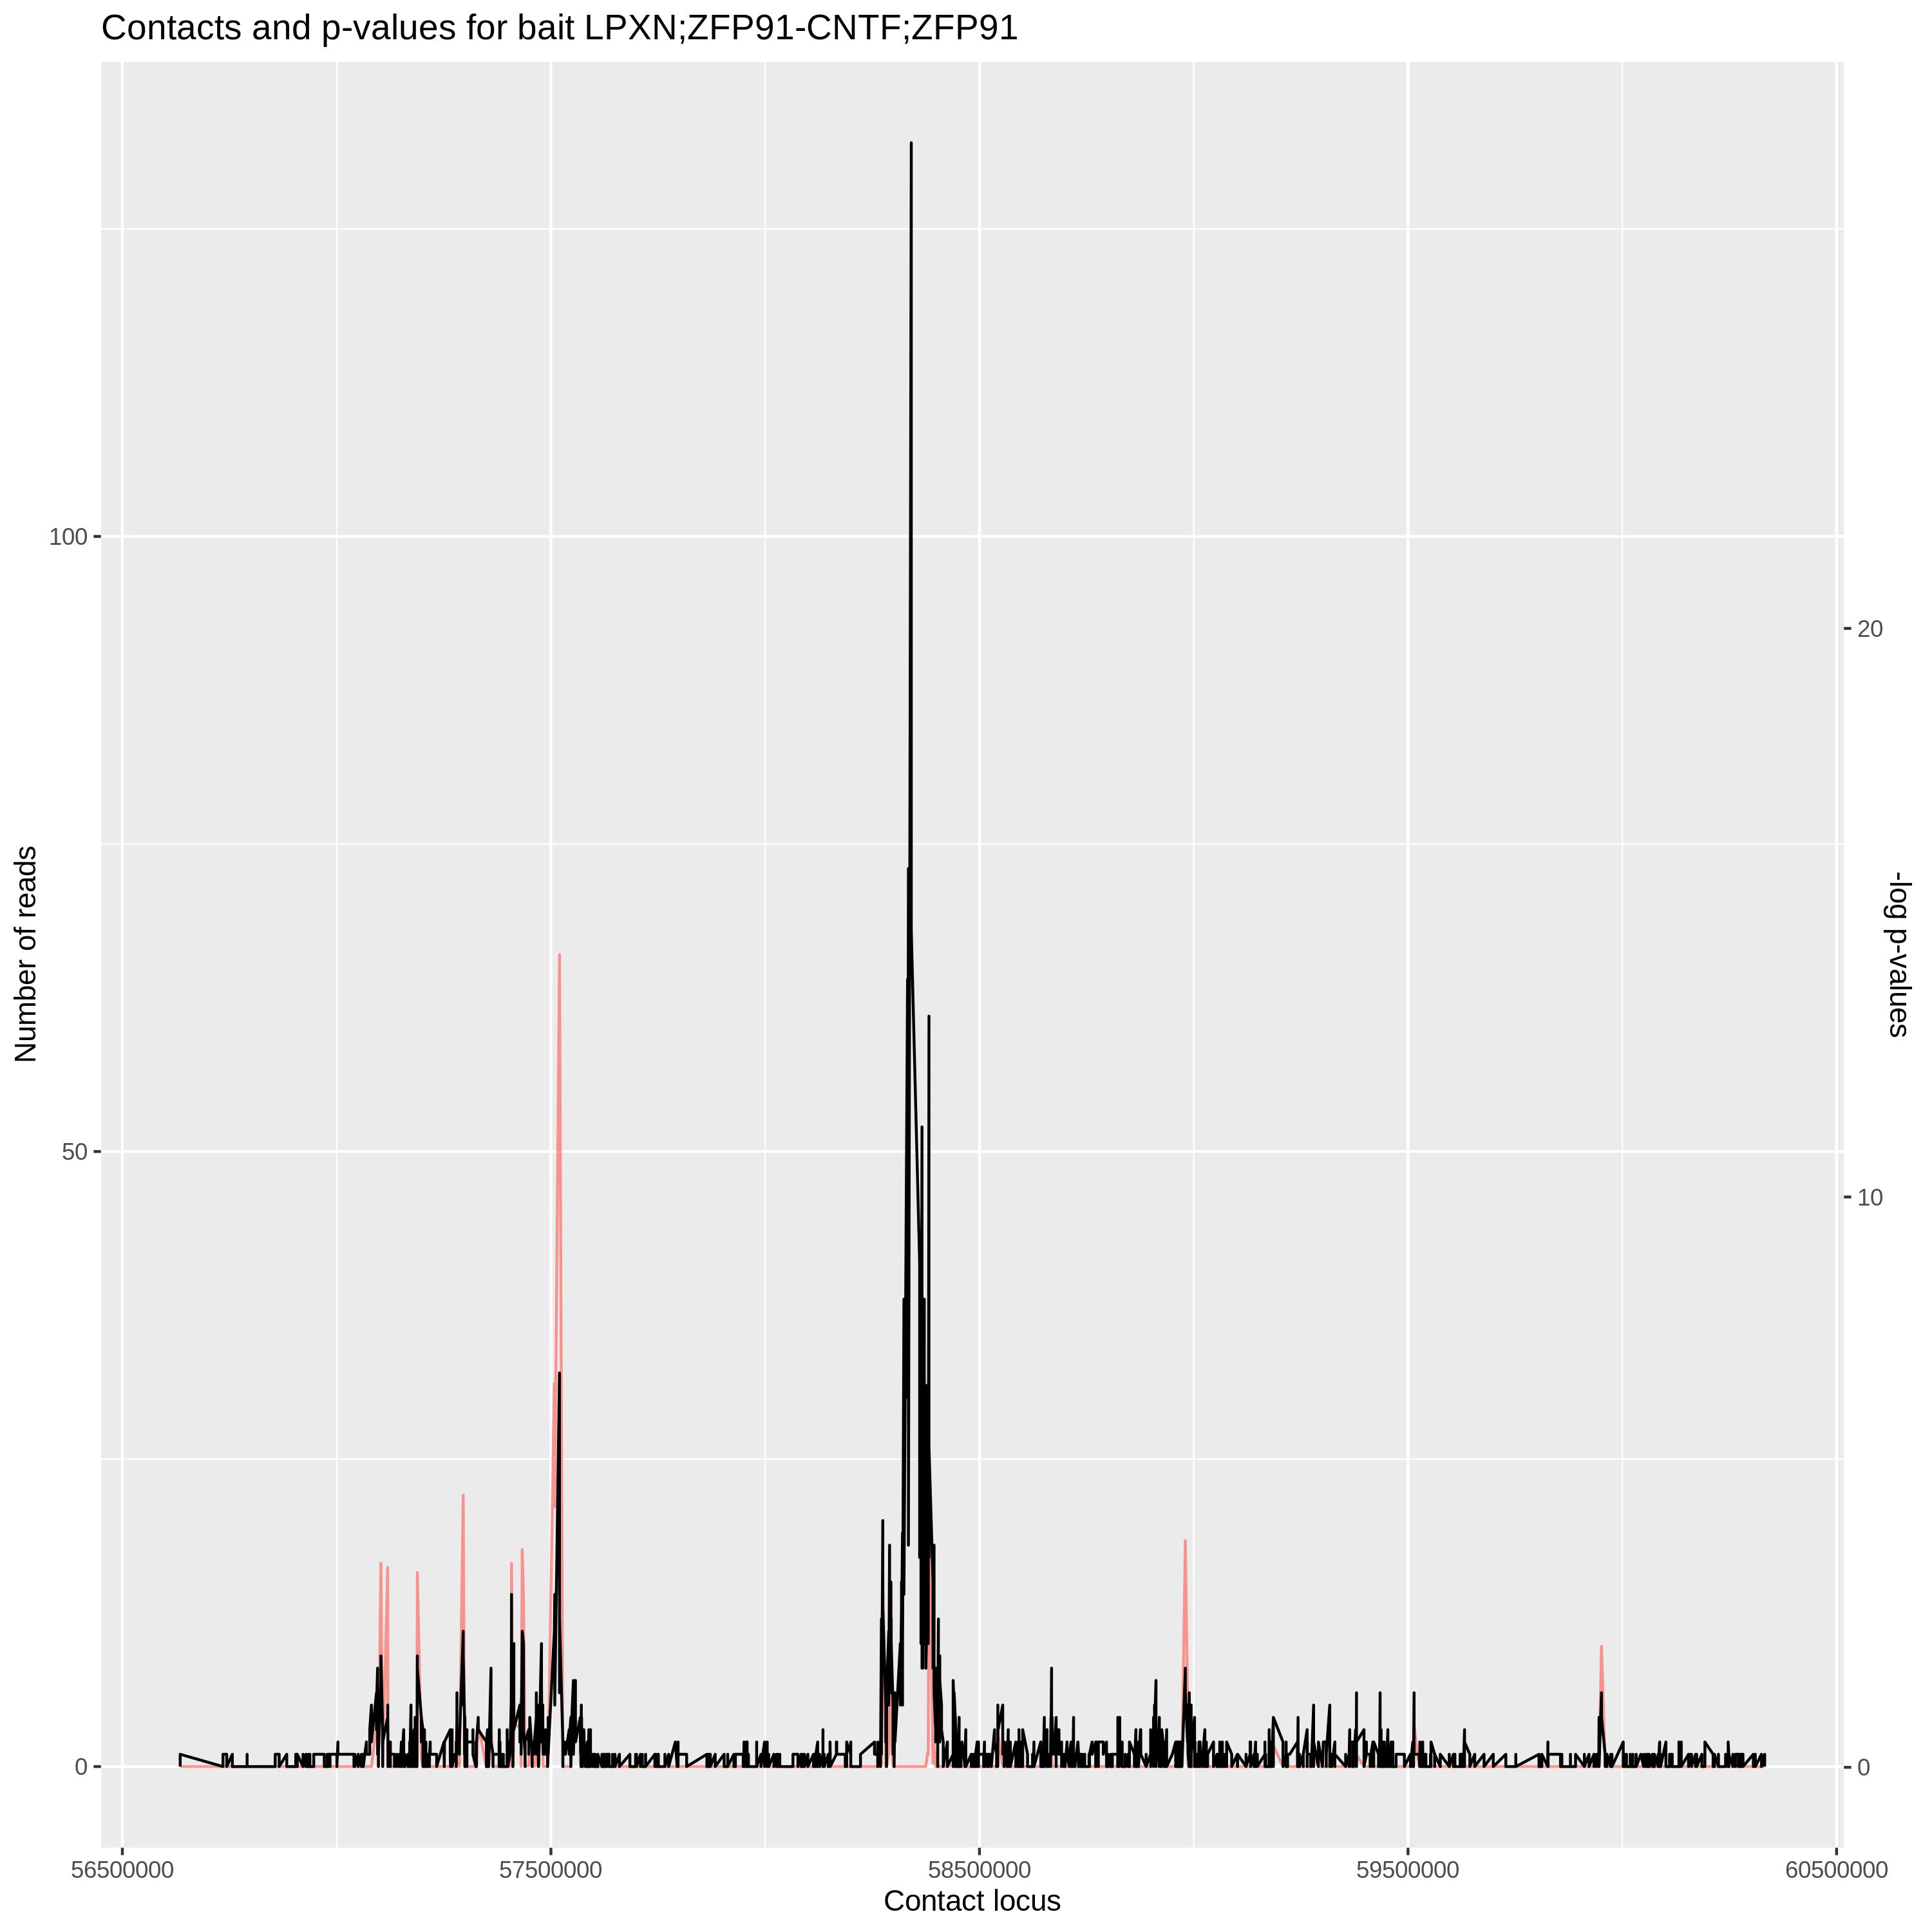 Contacts and p-values for bait LPXN;ZFP91-CNTF;ZFP91
100
50
0
Number of reads
20
10
0
-log p-values
56500000 57500000 58500000 59500000 60500000
Contact locus